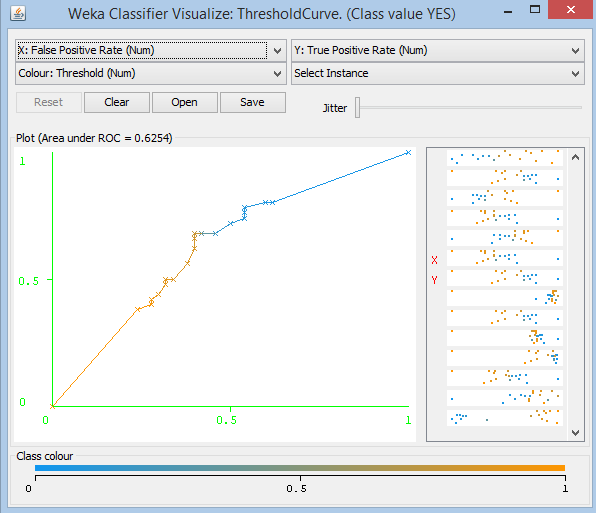 Weka Classifier Visualize: ThresholdCurve. (Class value YES)
X: False Positive Rate (Num)
Y: True Positive Rate (Num)
Colour: Threshold (Num)
Select Instance
Reset
Clear
Open
Save
Jitter
Plot (Area under ROC = 0.6254)
1
0.5
0
0
0.5
1
X
Y
Class colour
0
0.5
1